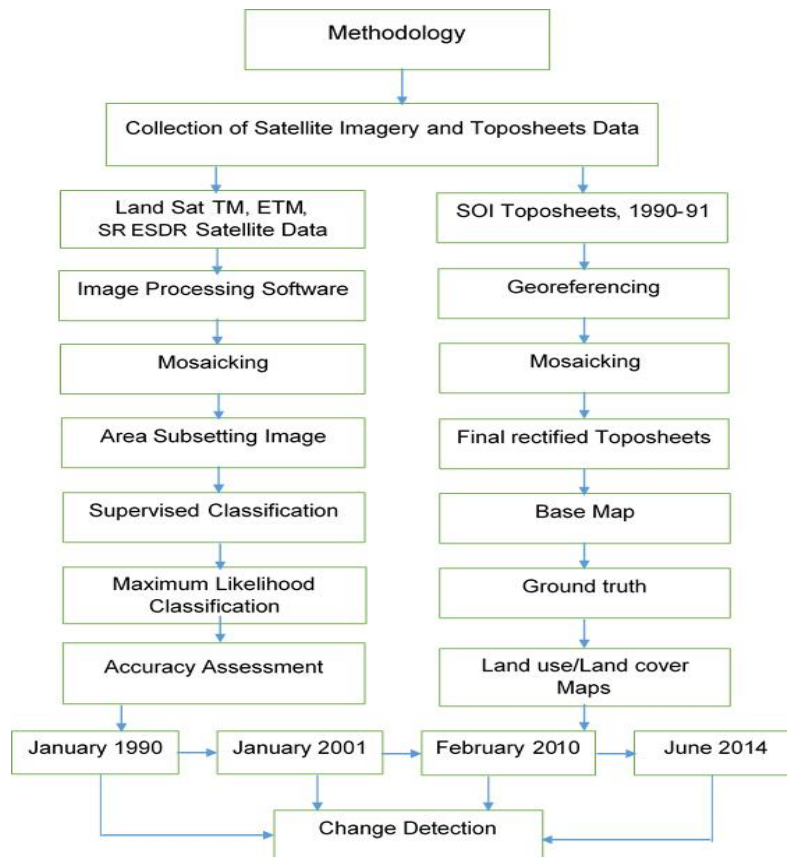 Methodology
Collection of Satellite Imagery and Toposheets Data
Land Sat TM, ETM,
SR ESDR Satellite Data
SOI Toposheets, 1990-91
Image Processing Software
Georeferencing
Mosaicking
Mosaicking
Area Subsetting Image
Final rectified Toposheets
Supervised Classification
Base Map
Maximum Likelihood
Classification
Ground truth
Accuracy Assessment
Land use/Land cover
Maps
January 1990
January 2001
February 2010
June 2014
Change Detection